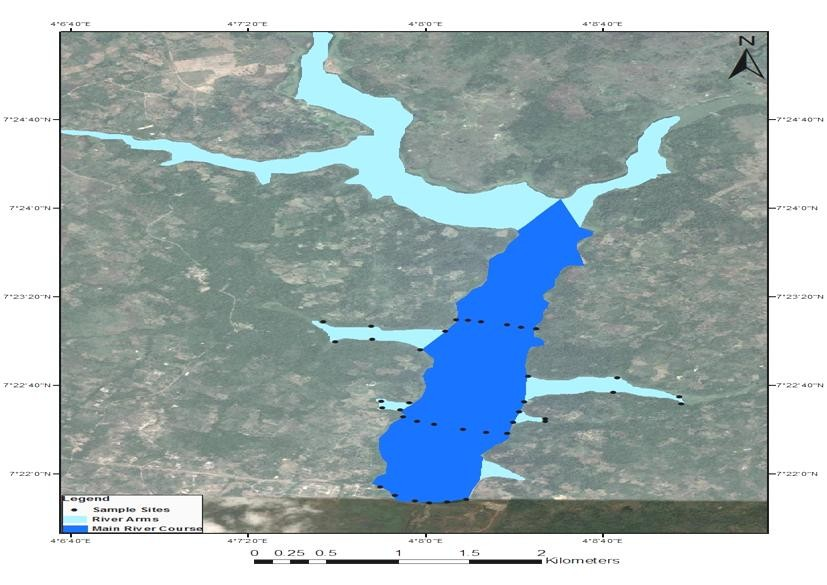 4°6'40"E 4°7'20"E 4°8'0"E 4°8'40"E
N
7°24'40"N 7°24'40"N
7°24'0"N 7°24'0"N
7°23'20"N 7°23'20"N
7°22'40"N 7°22'40"N
7°22'0"N 7°22'0"N
Legend
Sample Sites
River Arms
Main River Course
4°6'40"E 4°7'20"E 4°8'0"E 4°8'40"E
0 0.25 0.5 1 1.5 2
Kilometers